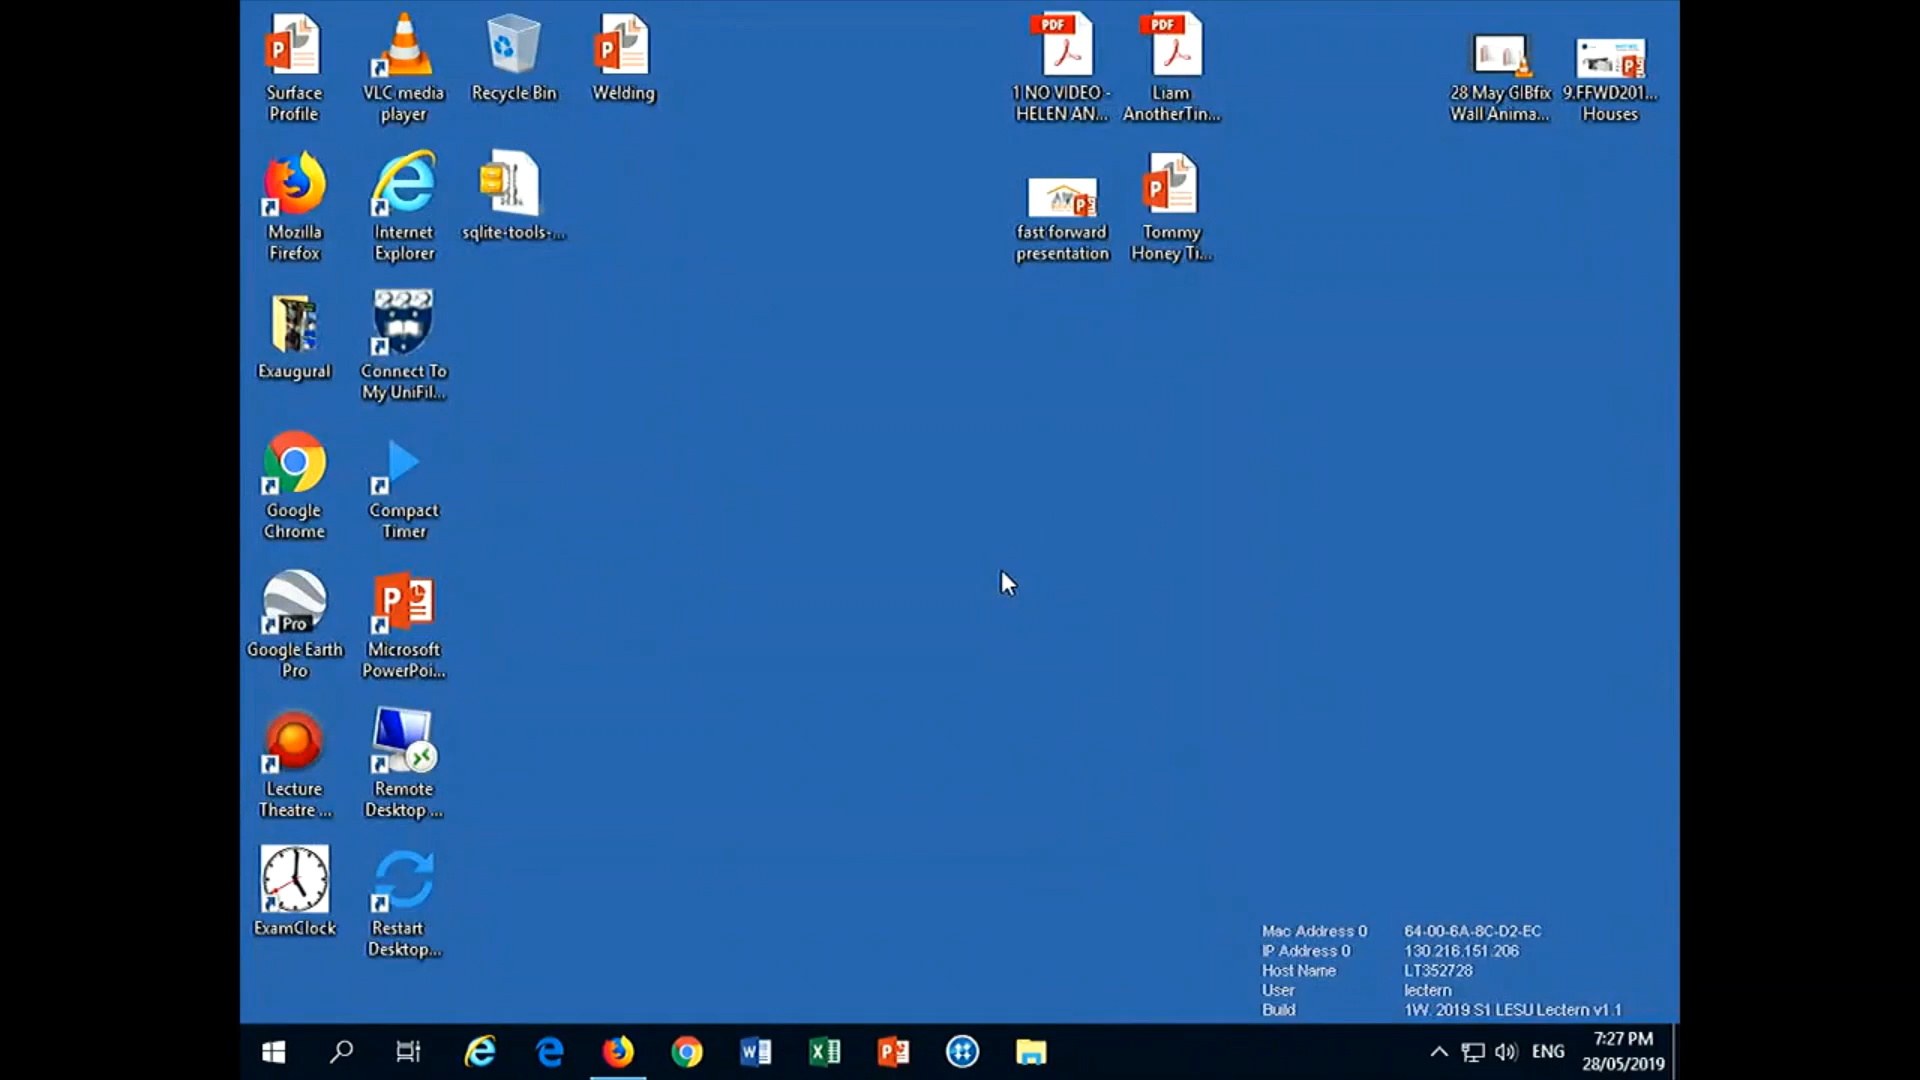 Surface
Profile
VLC media
player
Recycle Bin
Welding
PDF
1 NO VIDEO -
HELEN AN...
PDF
Liam
AnotherTin...
28 May GIBfix
Wall Anima...
9.FFWD201...
Houses
Mozilla
Firefox
Internet
Explorer
sqlite-tools-...
fast forward
presentation
Tommy
Honey Ti...
Exaugural
Connect To
My UniFil...
Google
Chrome
Compact
Timer
Pro
Google Earth
Pro
Microsoft
PowerPoi...
Lecture
Theatre ...
Remote
Desktop ...
ExamClock
Restart
Desktop...
Mac Address 0 64-00-6A-8C-D2-EC
IP Address 0 130.216.151.206
Host Name LT352728
User lectern
Build 1W. 2019 S1 LESU Lectern v1.1
ENG
7:27 PM
28/05/2019